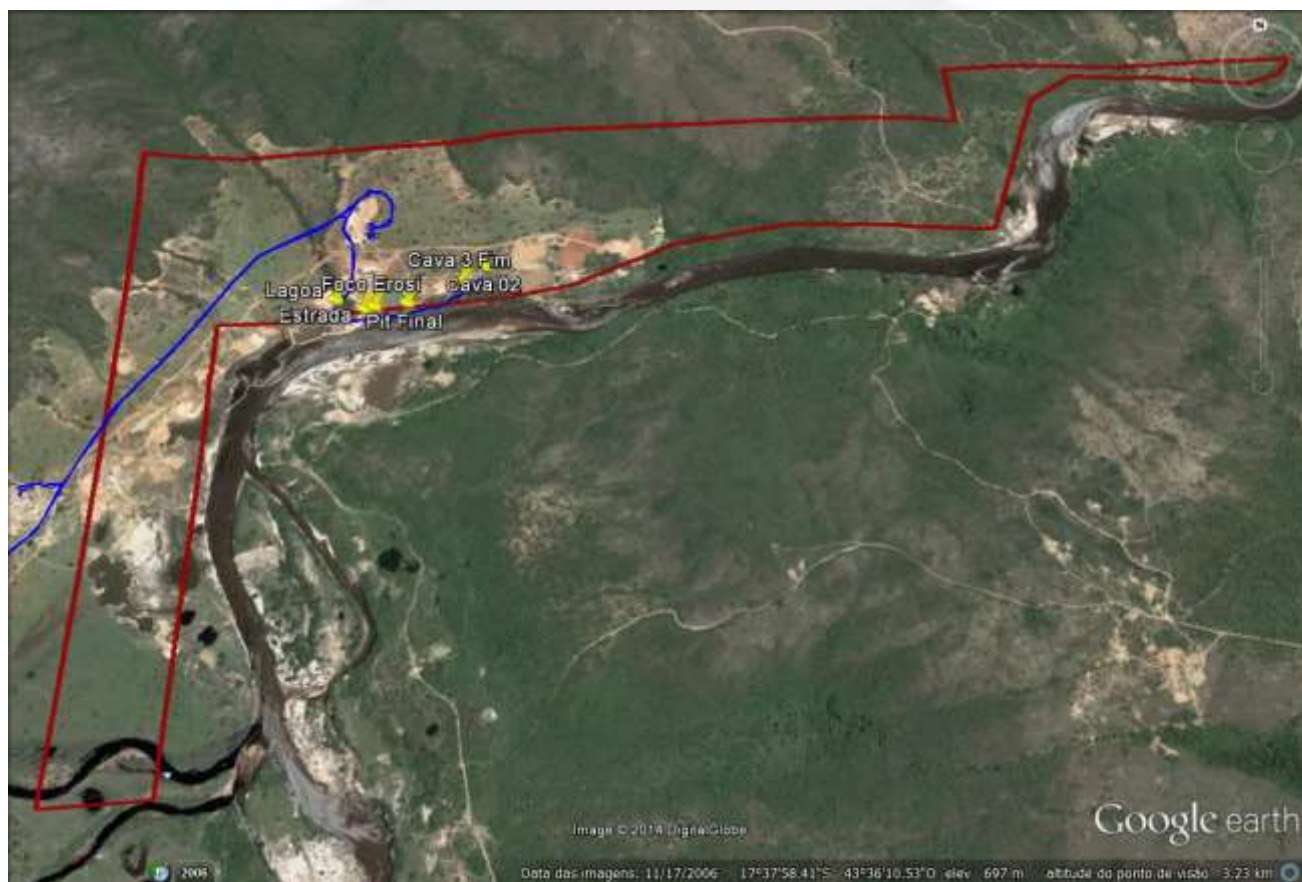 N
Cava 3 Fim
Lagoa Foco Erosi Cava 02
Estrada Pit Final
Google earth
Image © 2014 DigitalGlobe
2006
Data das imagens: 11/17/2006 17°37'58.41"S 43°36'10.53"O elev 697 m altitude do ponto de visão 3.23 km